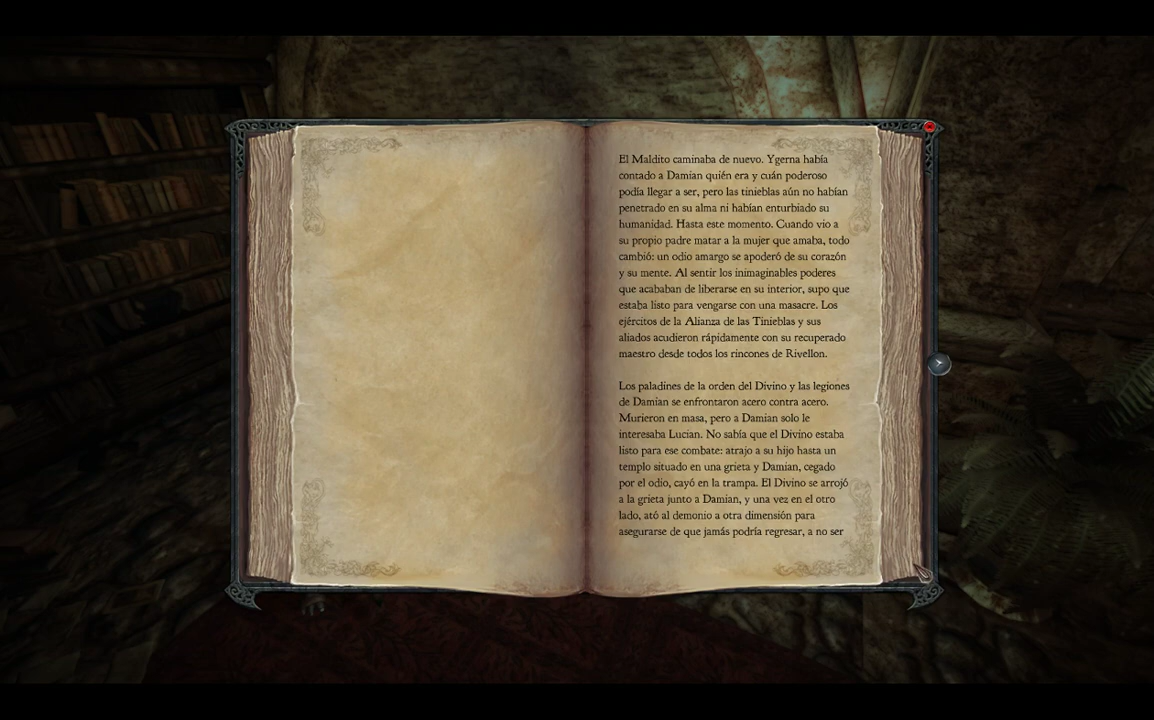 El Maldito caminaba de nuevo. Ygerna había
contado a Damian quién era y cuán poderoso
podía llegar a ser, pero las tinieblas aún no habían
penetrado en su alma ni habían enturbiado su
humanidad. Hasta este momento. Cuando vio a
su propio padre matar a la mujer que amaba, todo
cambió: un odio amargo se apoderó de su corazón
y su mente. Al sentir los inimaginables poderes
que acababan de liberarse en su interior, supo que
estaba listo para vengarse con una masacre. Los
ejércitos de la Alianza de las Tinieblas y sus
aliados acudieron rápidamente con su recuperado
maestro desde todos los rincones de Rivellon.
Los paladines de la orden del Divino y las legiones
de Damian se enfrontaron acero contra acero.
Murieron en masa, pero a Damian solo le
interesaba Lucian. No sabía que el Divino estaba
listo para ese combate: atrajo a su hijo hasta un
templo situado en una grieta y Damian, cegado
por el odio, cayó en la trampa. El Divino se arrojó
a la grieta junto a Damian, y una vez en el otro
lado, ató al demonio a otra dimensión para
asegurarse de que jamás podría regresar, a no ser